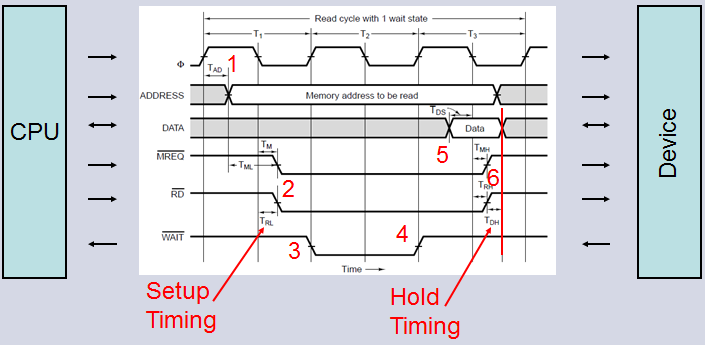 Read cycle with 1 wait state
T1 T2 T3
Φ
TAD 1
ADDRESS Memory address to be read
TDS
DATA Data
5
MREQ TM TMH
TML 6
2
RD TRH
TRL TDH
WAIT 3 4
Time
CPU
Device
Setup
Timing
Hold
Timing